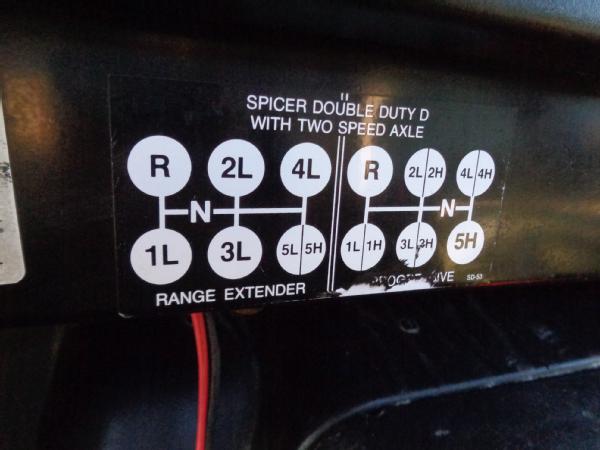 SPICER DOUBLE DUTY D
WITH TWO SPEED AXLE
R 2L 4L
N
1L 3L 5L 5H
RANGE EXTENDER
R 2L 2H 4L 4H
N
1L 1H 3L 3H 5H
SD-53